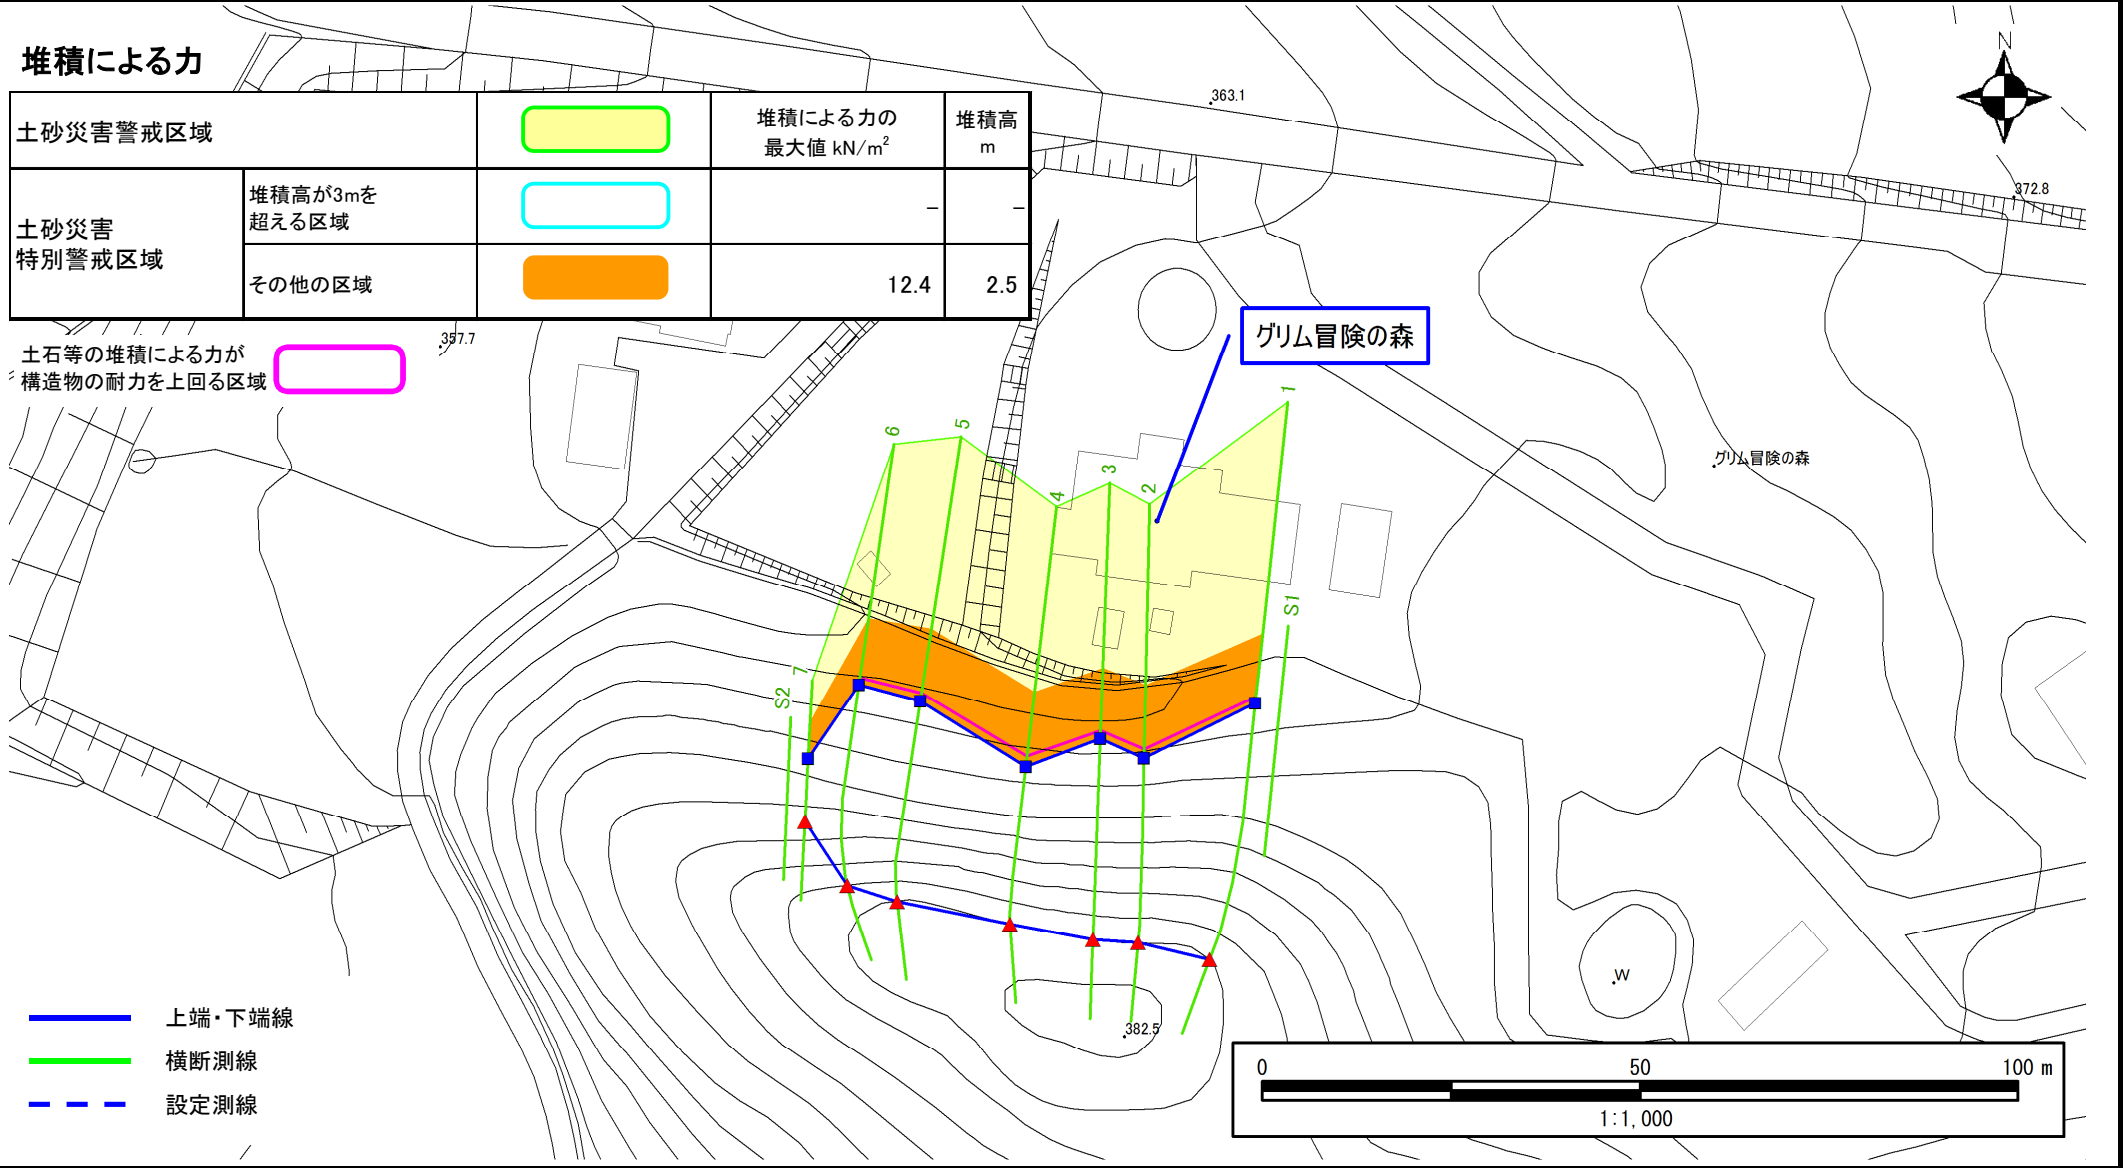 堆積による力
土砂災害警戒区域
堆積による力の
最大値 kN/m²
堆積高
m
土砂災害
特別警戒区域
堆積高が3mを
超える区域
－
－
その他の区域
12.4
2.5
土石等の堆積による力が
構造物の耐力を上回る区域
357.7
363.1
N
372.8
グリム冒険の森
グリム冒険の森
1
2
3
4
5
6
7
S1
S2
W
382.5
上端・下端線
横断測線
設定測線
0
50
100 m
1:1,000